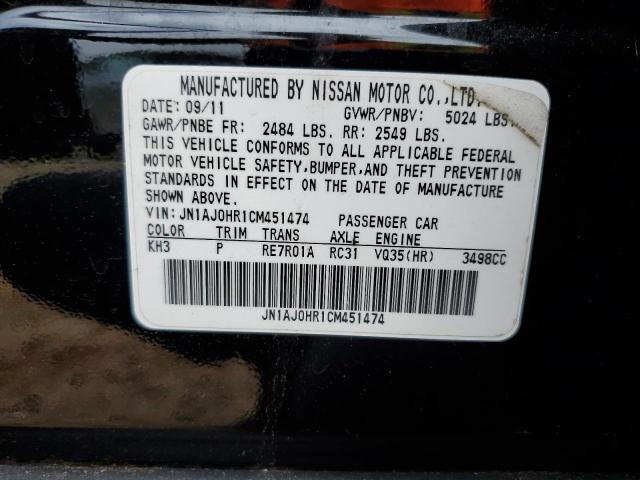 MANUFACTURED BY NISSAN MOTOR CO.,LTD.
DATE: 09/11 GVWR/PNBV: 5024 LBS.
GAWR/PNBE FR: 2484 LBS. RR: 2549 LBS.
THIS VEHICLE CONFORMS TO ALL APPLICABLE FEDERAL
MOTOR VEHICLE SAFETY,BUMPER,AND THEFT PREVENTION
STANDARDS IN EFFECT ON THE DATE OF MANUFACTURE
SHOWN ABOVE.
VIN: JN1AJ0HR1CM451474 PASSENGER CAR
COLOR TRIM TRANS AXLE ENGINE
KH3 P RE7R01A RC31 VQ35(HR) 3498CC
JN1AJ0HR1CM451474